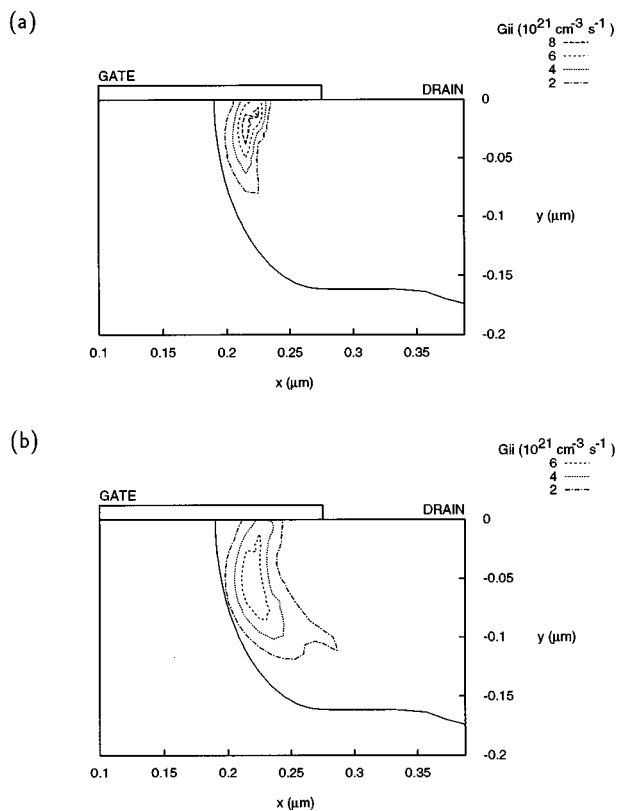 (a)
Gii (10^21 cm^-3 s^-1)
8
6
4
2
GATE
DRAIN
0
-0.05
-0.1
y (μm)
-0.15
-0.2
0.1
0.15
0.2
0.25
0.3
0.35
x (μm)
(b)
Gii (10^21 cm^-3 s^-1)
6
4
2
GATE
DRAIN
0
-0.05
-0.1
y (μm)
-0.15
-0.2
0.1
0.15
0.2
0.25
0.3
0.35
x (μm)